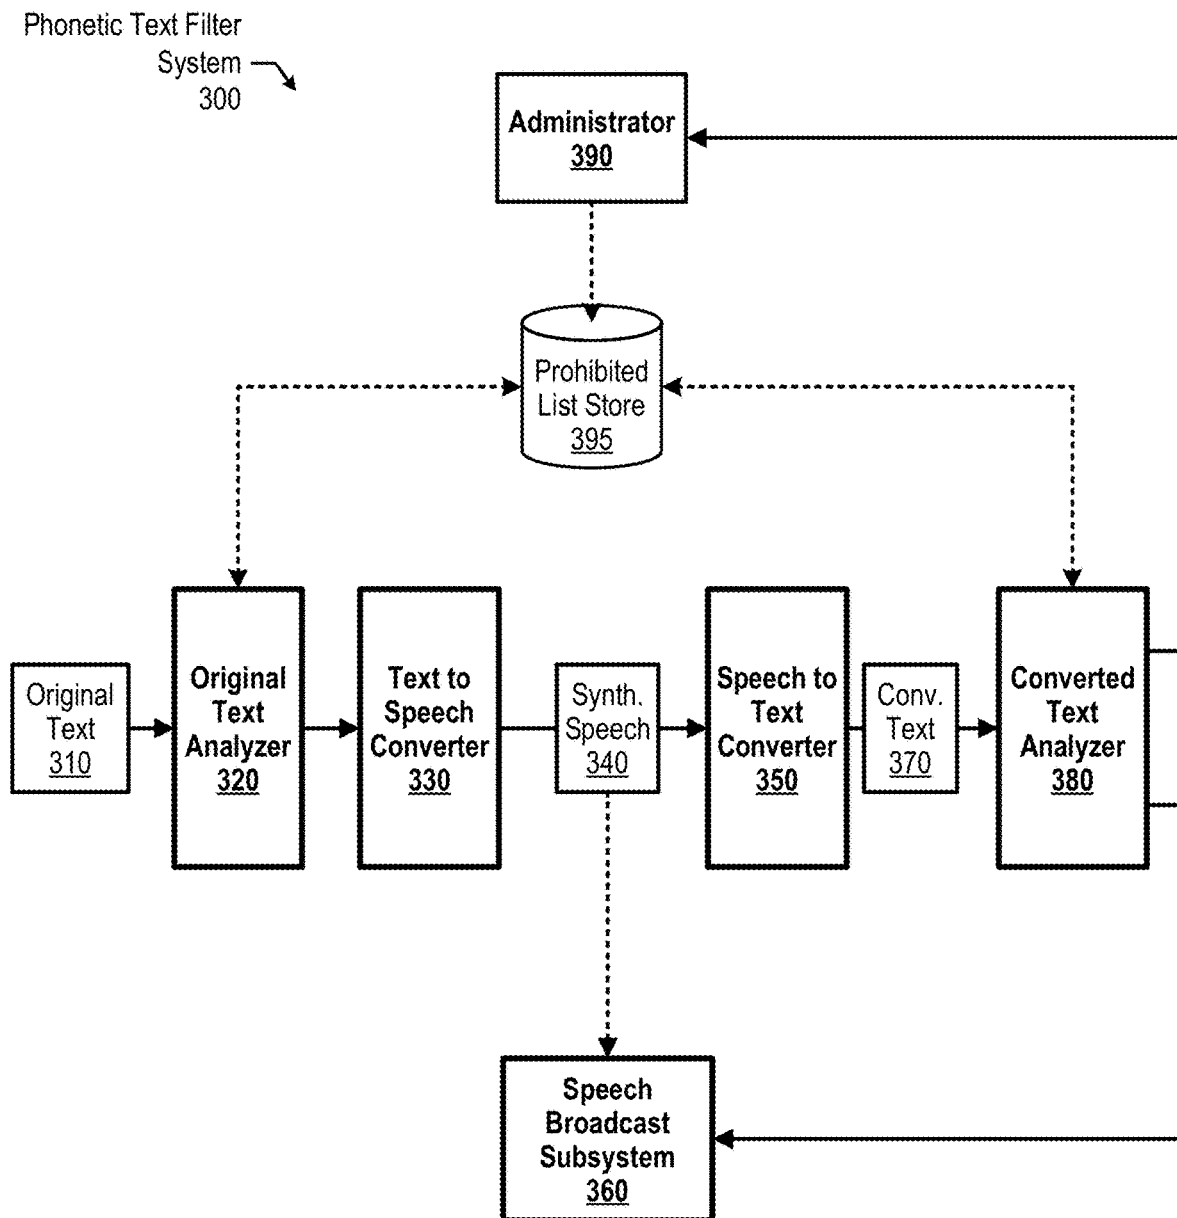 Phonetic Text Filter
System
300
Administrator
390
Prohibited
List Store
395
Original
Text
310
Original
Text
Analyzer
320
Text to
Speech
Converter
330
Synth.
Speech
340
Speech to
Text
Converter
350
Conv.
Text
370
Converted
Text
Analyzer
380
Speech
Broadcast
Subsystem
360